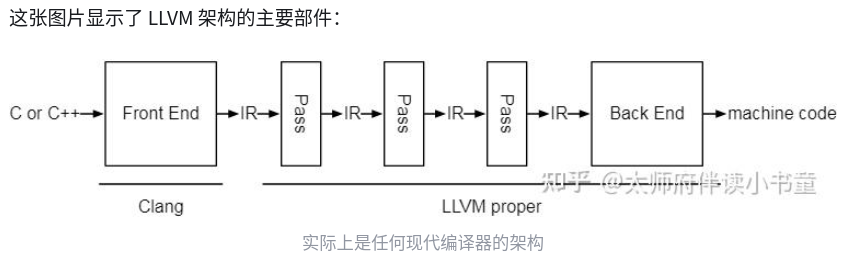 这张图片显示了 LLVM 架构的主要部件：
C or C++ Front End IR Pass IR Pass IR Pass IR Back End machine code
知乎 @太师府伴读小书童
Clang LLVM proper
实际上是任何现代编译器的架构